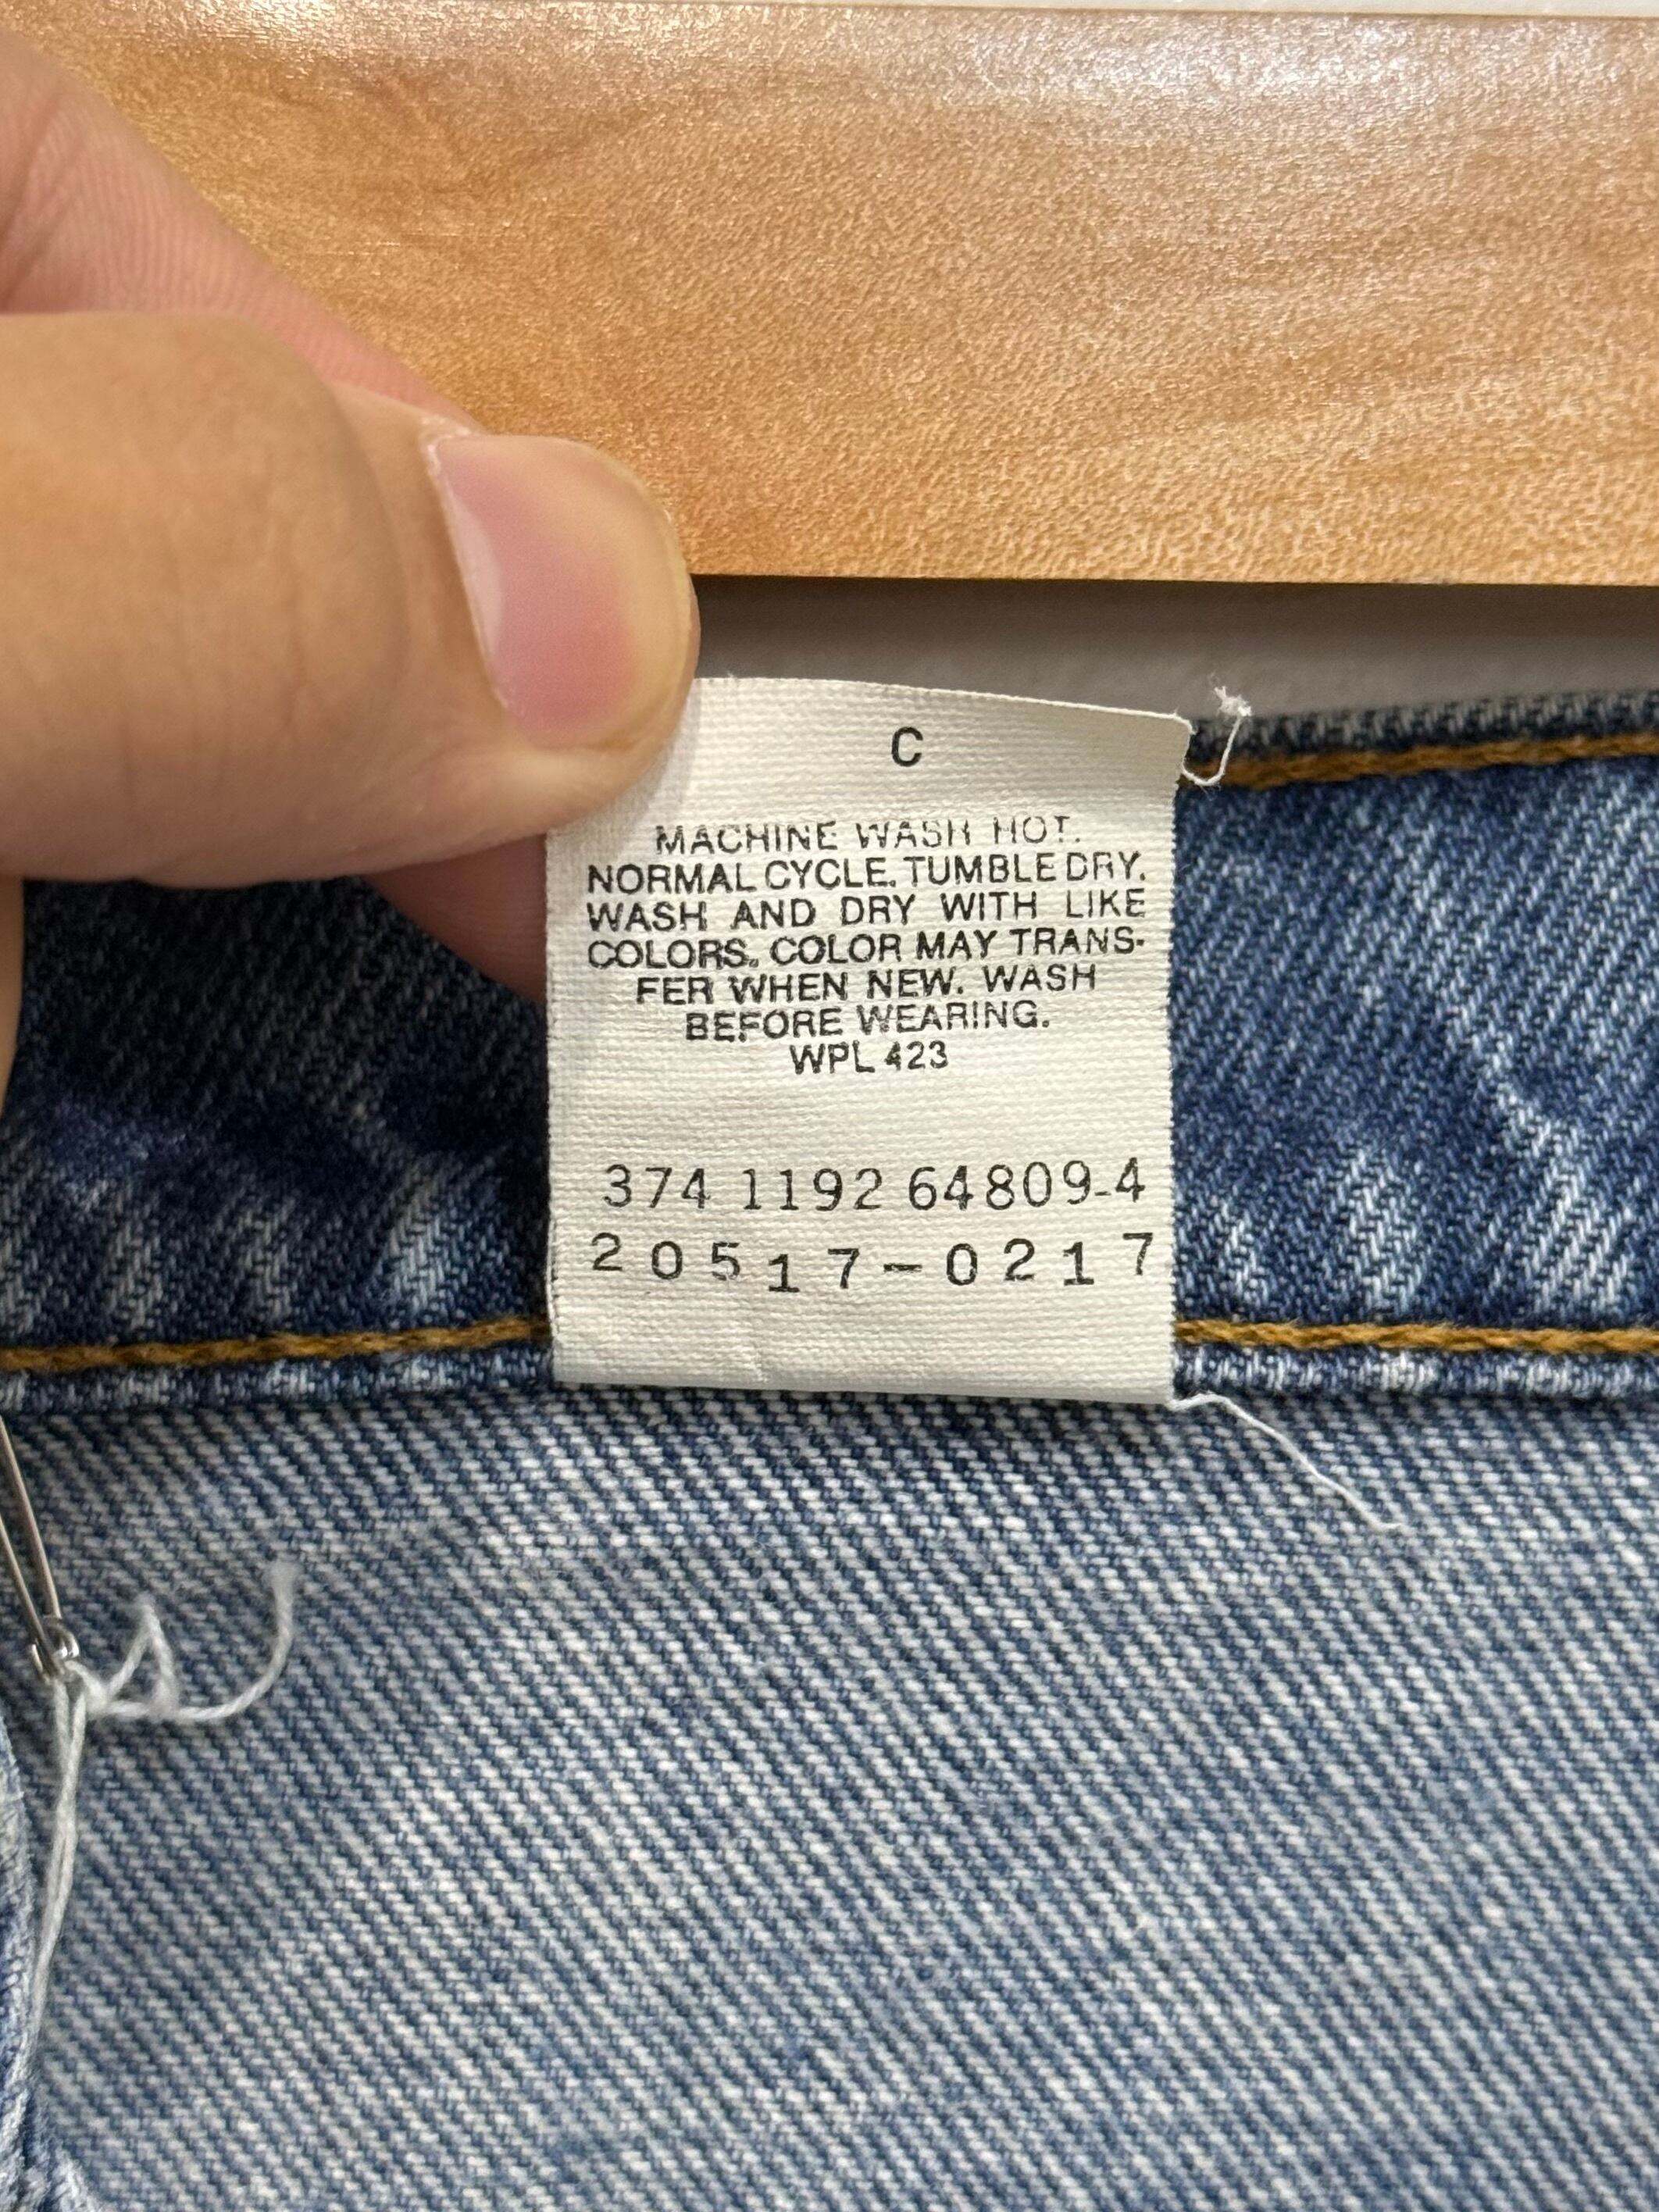 C
MACHINE WASH HOT.
NORMAL CYCLE. TUMBLE DRY.
WASH AND DRY WITH LIKE
COLORS. COLOR MAY TRANS-
FER WHEN NEW. WASH
BEFORE WEARING.
WPL 423
374 1192 64809-4
20517-0217